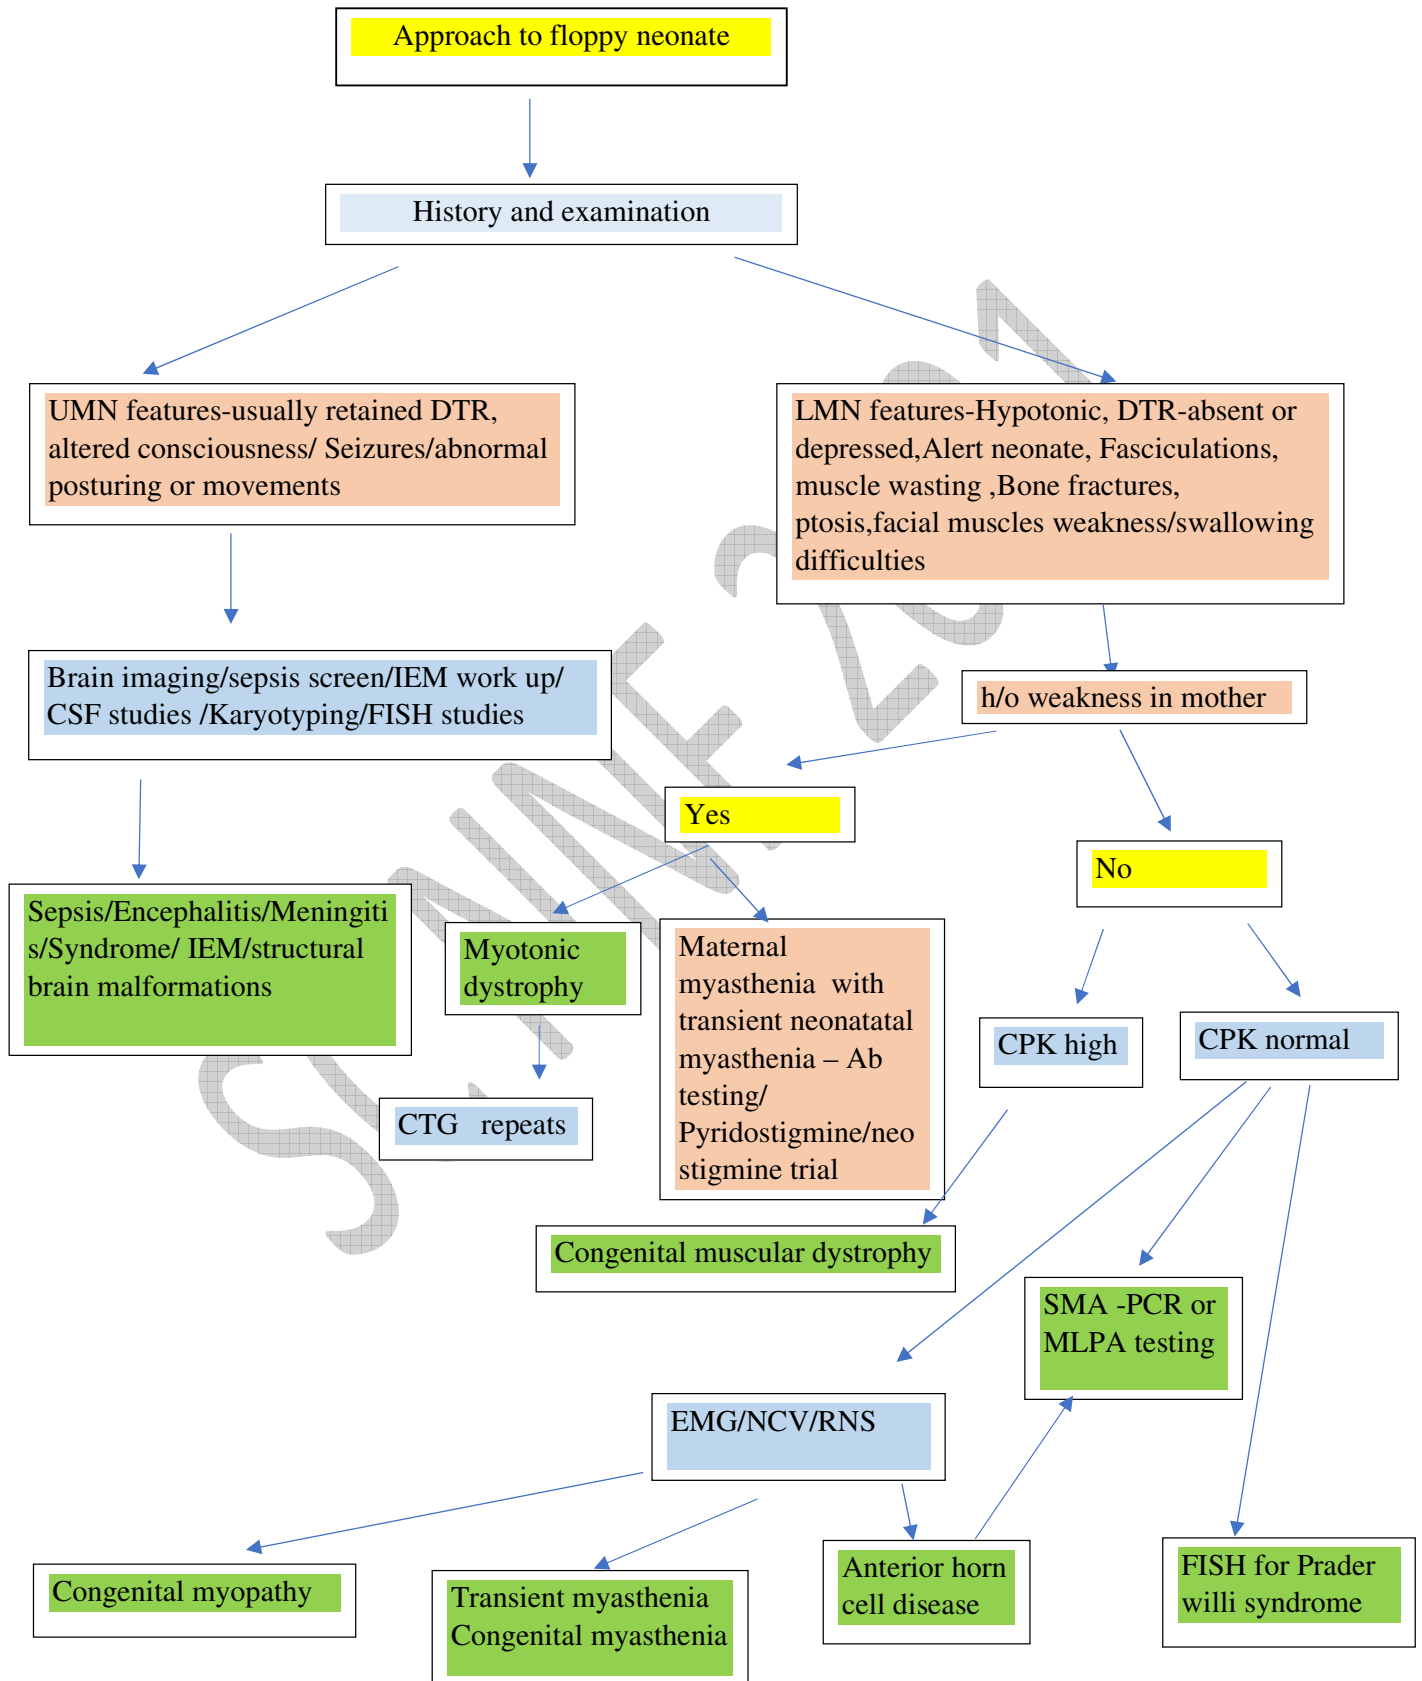 Approach to floppy neonate
History and examination
UMN features-usually retained DTR,
altered consciousness/ Seizures/abnormal
posturing or movements
LMN features-Hypotonic, DTR-absent or
depressed,Alert neonate, Fasciculations,
muscle wasting ,Bone fractures,
ptosis,facial muscles weakness/swallowing
difficulties
Brain imaging/sepsis screen/IEM work up/
CSF studies /Karyotyping/FISH studies
h/o weakness in mother
Yes
No
Sepsis/Encephalitis/Meningiti
s/Syndrome/ IEM/structural
brain malformations
Myotonic
dystrophy
Maternal
myasthenia with
transient neonatatal
myasthenia – Ab
testing/
Pyridostigmine/neo
stigmine trial
CPK high
CPK normal
CTG repeats
Congenital muscular dystrophy
SMA -PCR or
MLPA testing
EMG/NCV/RNS
Congenital myopathy
Transient myasthenia
Congenital myasthenia
Anterior horn
cell disease
FISH for Prader
willi syndrome